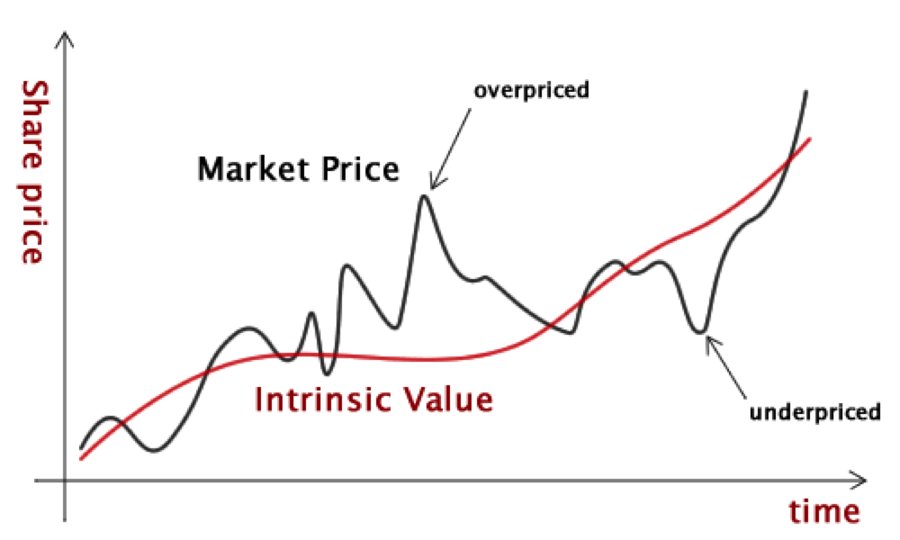 overpriced
Market Price
Share price
Intrinsic Value
underpriced
time